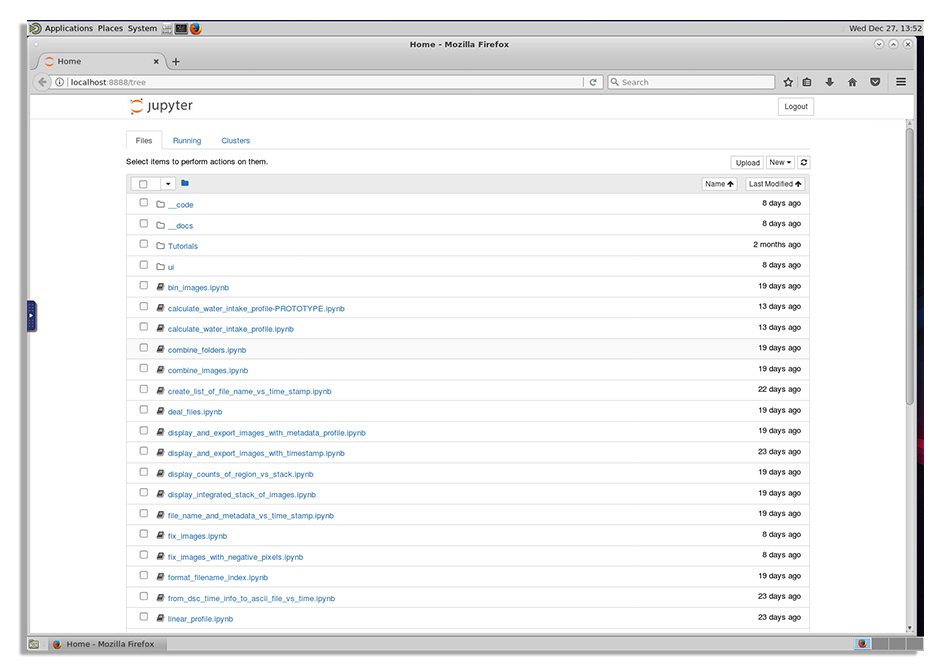 Applications Places System Wed Dec 27, 13:52
Home - Mozilla Firefox
Home
localhost:8888/tree Search
jupyter Logout
Files Running Clusters
Select items to perform actions on them. Upload New
Name Last Modified
__code 8 days ago
__docs 8 days ago
Tutorials 2 months ago
ui 8 days ago
bin_images.ipynb 19 days ago
calculate_water_intake_profile-PROTOTYPE.ipynb 13 days ago
calculate_water_intake_profile.ipynb 13 days ago
combine_folders.ipynb 19 days ago
combine_images.ipynb 19 days ago
create_list_of_file_name_vs_time_stamp.ipynb 22 days ago
deal_files.ipynb 19 days ago
display_and_export_images_with_metadata_profile.ipynb 19 days ago
display_and_export_images_with_timestamp.ipynb 23 days ago
display_counts_of_region_vs_stack.ipynb 19 days ago
display_integrated_stack_of_images.ipynb 19 days ago
file_name_and_metadata_vs_time_stamp.ipynb 19 days ago
fix_images.ipynb 8 days ago
fix_images_with_negative_pixels.ipynb 8 days ago
format_filename_index.ipynb 19 days ago
from_dsc_time_info_to_ascii_file_vs_time.ipynb 23 days ago
linear_profile.ipynb 23 days ago
Home - Mozilla Firefox